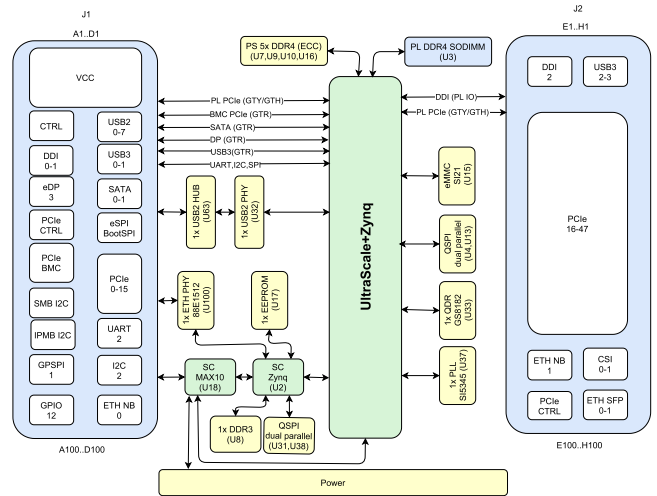 J1
J2
A1..D1
E1..H1
PS 5x DDR4 (ECC)
(U7,U9,U10,U16)
PL DDR4 SODIMM
(U3)
VCC
CTRL
USB2
0-7
DDI
0-1
USB3
0-1
eDP
3
SATA
0-1
PCIe
CTRL
eSPI
BootSPI
PCIe
BMC
PCIe
0-15
SMB I2C
IPMB I2C
UART
2
GPSPI
1
I2C
2
GPIO
12
ETH NB
0
A100..D100
PL PCIe (GTY/GTH)
BMC PCIe (GTR)
SATA (GTR)
DP (GTR)
USB3(GTR)
UART,I2C,SPI
1x USB2 HUB
(U63)
1x USB2 PHY
(U32)
1x ETH PHY
88E1512
(U100)
1x EEPROM
(U17)
SC
MAX10
(U18)
SC
Zynq
(U2)
1x DDR3
(U8)
QSPI
dual parallel
(U31,U38)
UltraScale+Zynq
DDI (PL IO)
PL PCIe (GTY/GTH)
eMMC
SI21
(U15)
QSPI
dual parallel
(U4,U13)
1x QDR
GS8162
(U33)
1x PLL
SI5345 (U37)
DDI
2
USB3
2-3
PCIe
16-47
ETH NB
1
CSI
0-1
PCIe
CTRL
ETH SFP
0-1
E100..H100
Power